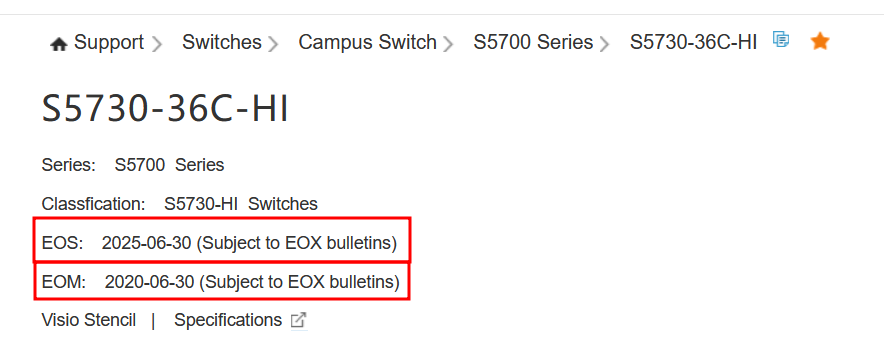 Support Switches Campus Switch S5700 Series S5730-36C-HI
S5730-36C-HI
Series: S5700 Series
Classfication: S5730-HI Switches
EOS: 2025-06-30 (Subject to EOX bulletins)
EOM: 2020-06-30 (Subject to EOX bulletins)
Visio Stencil | Specifications